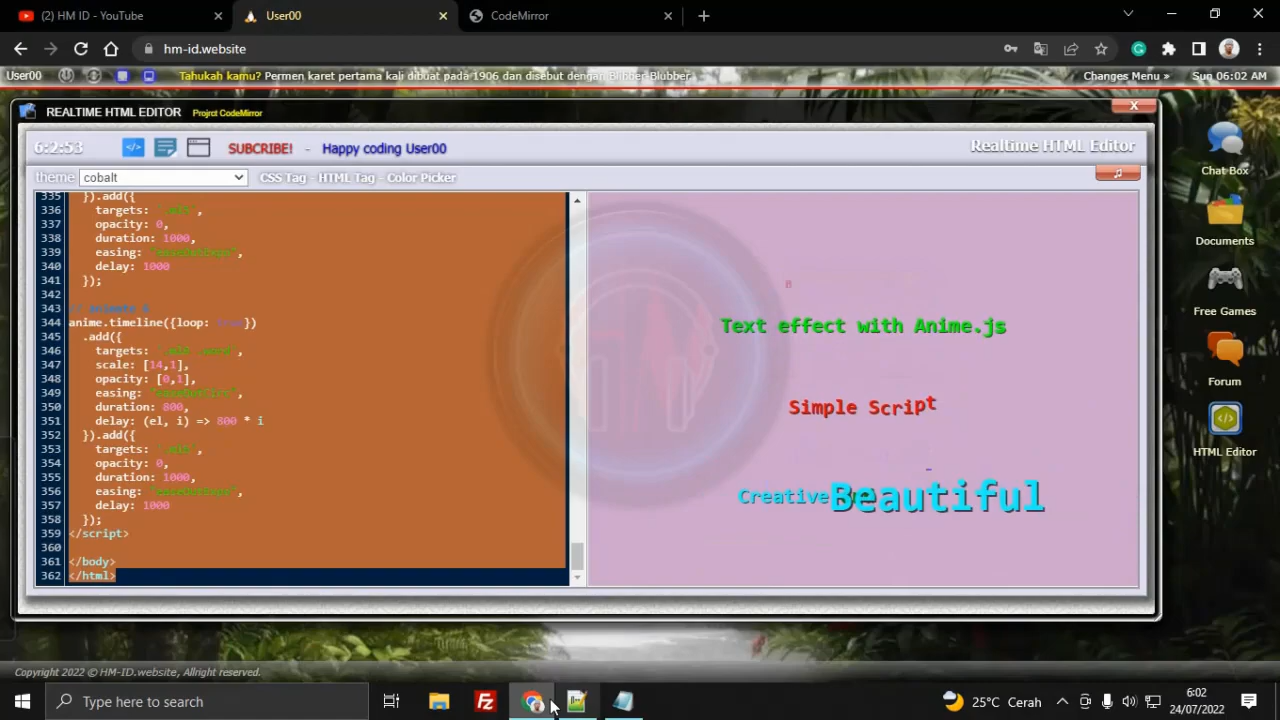 (2) HM ID - YouTube
User00
CodeMirror
hm-id.website
User00
Tahukah kamu? Permen karet pertama kali dibuat pada 1906 dan disebut dengan Blibber-Blubber.
Changes Menu »
Sun 06:02 AM
REALTIME HTML EDITOR
Projrct CodeMirror
6:2:53
SUBCRIBE! - Happy coding User00
Realtime HTML Editor
theme
cobalt
CSS Tag - HTML Tag - Color Picker
335 }).add({
336 targets:
337 opacity: 0,
338 duration: 1000,
339 easing:
340 delay: 1000
341 });
342
343
344 anime.timeline({loop: true})
345 .add({
346 targets:
347 scale: [14,1],
348 opacity: [0,1],
349 easing:
350 duration: 800,
351 delay: (el, i) => 800 * i
352 }).add({
353 targets:
354 opacity: 0,
355 duration: 1000,
356 easing:
357 delay: 1000
358 });
359 </script>
360
361 </body>
362 </html>
Text effect with Anime.js
Simple Script
Creative
Beautiful
Chat Box
Documents
Free Games
Forum
HTML Editor
Copyright 2022 © HM-ID.website, Allright reserved.
Type here to search
25°C Cerah
6:02
24/07/2022